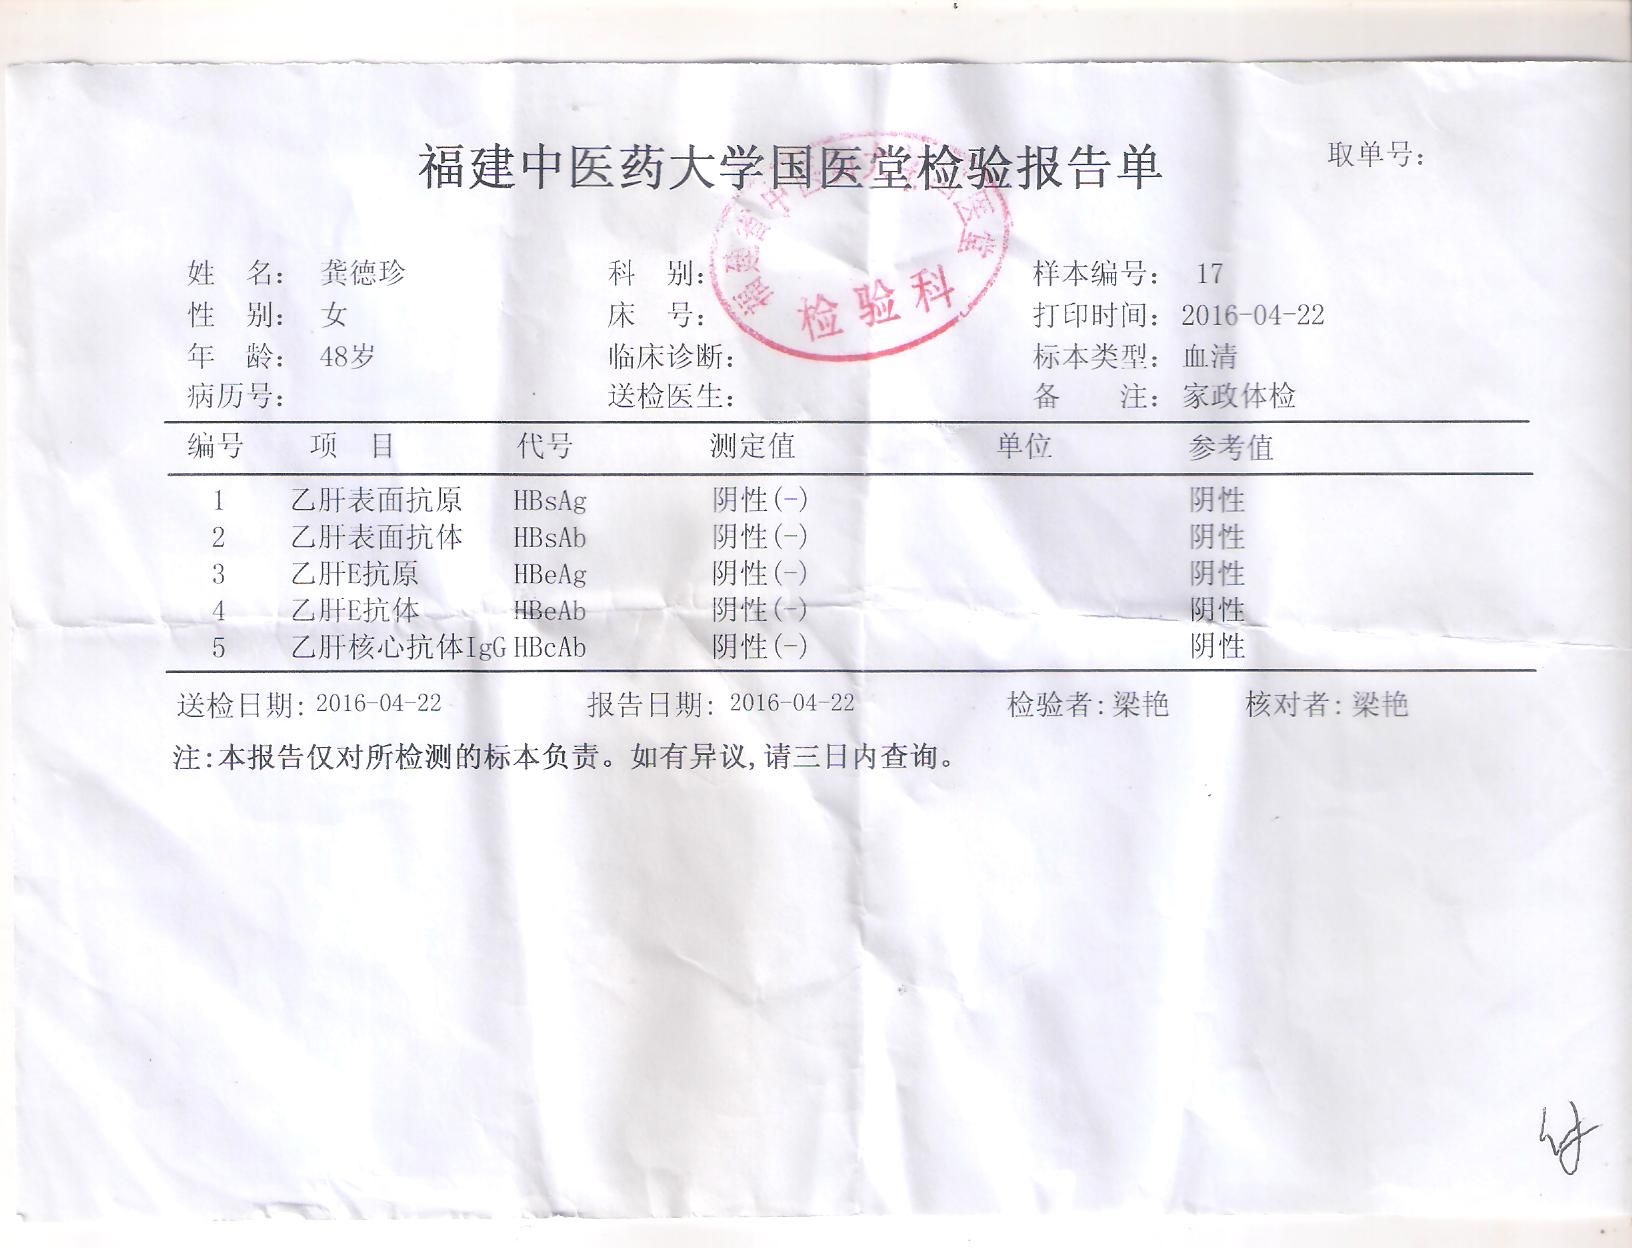 福建中医药大学国医堂检验报告单
取单号：
姓 名： 龚德珍 科 别： 样本编号： 17
性 别： 女 床 号： 打印时间： 2016-04-22
年 龄： 48岁 临床诊断： 标本类型： 血清
病历号： 送检医生： 备 注： 家政体检
编号 项 目 代号 测定值 单位 参考值
1 乙肝表面抗原 HBsAg 阴性(-) 阴性
2 乙肝表面抗体 HBsAb 阴性(-) 阴性
3 乙肝E抗原 HBeAg 阴性(-) 阴性
4 乙肝E抗体 HBeAb 阴性(-) 阴性
5 乙肝核心抗体IgG HBcAb 阴性(-) 阴性
送检日期：2016-04-22 报告日期：2016-04-22 检验者：梁艳 核对者：梁艳
注：本报告仅对所检测的标本负责。如有异议,请三日内查询。
检验科